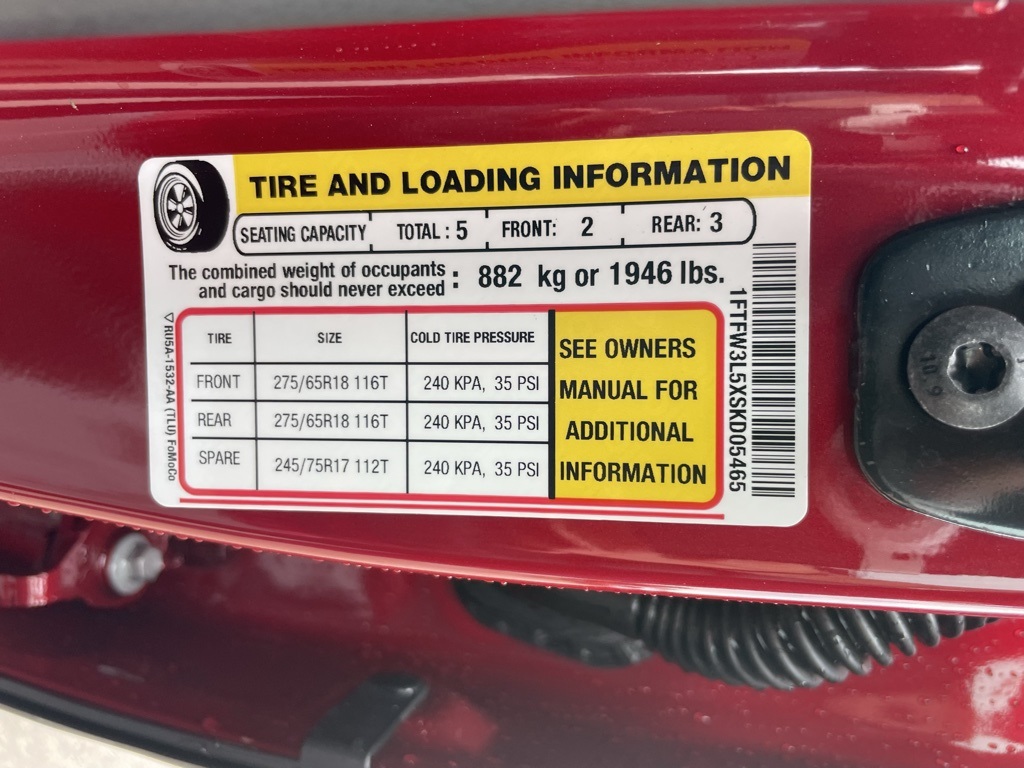 TIRE AND LOADING INFORMATION
SEATING CAPACITY TOTAL : 5 FRONT: 2 REAR: 3
The combined weight of occupants
and cargo should never exceed : 882 kg or 1946 lbs.
TIRE SIZE COLD TIRE PRESSURE
FRONT 275/65R18 116T 240 KPA, 35 PSI
REAR 275/65R18 116T 240 KPA, 35 PSI
SPARE 245/75R17 112T 240 KPA, 35 PSI
SEE OWNERS
MANUAL FOR
ADDITIONAL
INFORMATION
RU5A-1532-AA (TLU) FoMoCo
1FTFW3L5XSKD05465
10 9